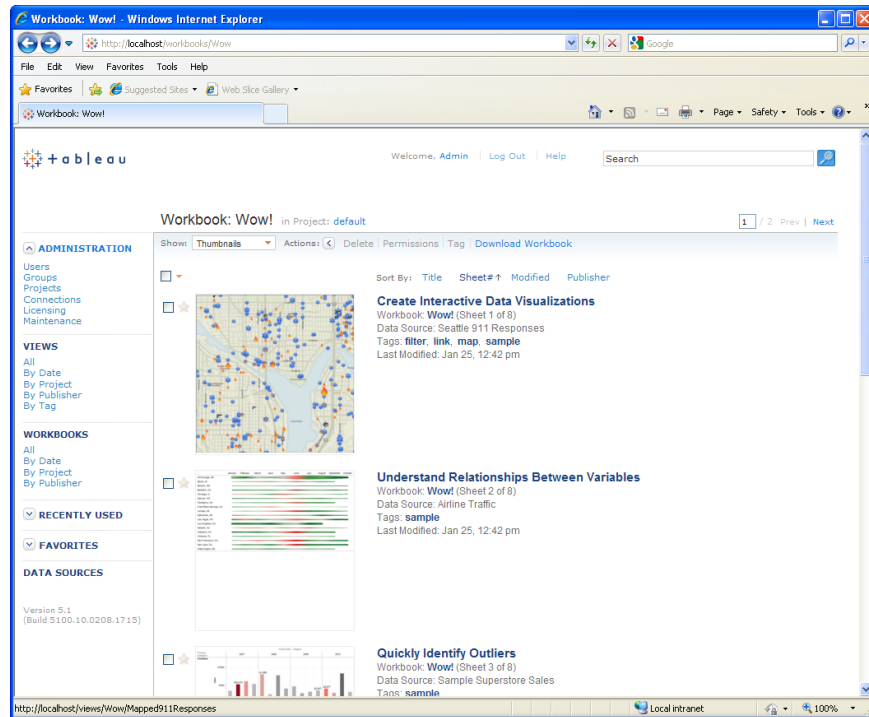 Workbook: Wow! - Windows Internet Explorer
http://localhost/workbooks/Wow
Google
File Edit View Favorites Tools Help
Favorites Suggested Sites Web Slice Gallery
Workbook: Wow!
Page Safety Tools
+ableau
Welcome, Admin | Log Out | Help
Search
Workbook: Wow! in Project: default
1 / 2 Prev | Next
Show: Thumbnails Actions: Delete | Permissions | Tag | Download Workbook
Sort By: Title Sheet# Modified Publisher
ADMINISTRATION
Users
Groups
Projects
Connections
Licensing
Maintenance
VIEWS
All
By Date
By Project
By Publisher
By Tag
WORKBOOKS
All
By Date
By Project
By Publisher
RECENTLY USED
FAVORITES
DATA SOURCES
Version 5.1
(Build 5100.10.0208.1715)
Create Interactive Data Visualizations
Workbook: Wow! (Sheet 1 of 8)
Data Source: Seattle 911 Responses
Tags: filter, link, map, sample
Last Modified: Jan 25, 12:42 pm
Understand Relationships Between Variables
Workbook: Wow! (Sheet 2 of 8)
Data Source: Airline Traffic
Tags: sample
Last Modified: Jan 25, 12:42 pm
Quickly Identify Outliers
Workbook: Wow! (Sheet 3 of 8)
Data Source: Sample Superstore Sales
Tags: sample
http://localhost/views/Wow/Mapped911Responses
Local intranet
100%